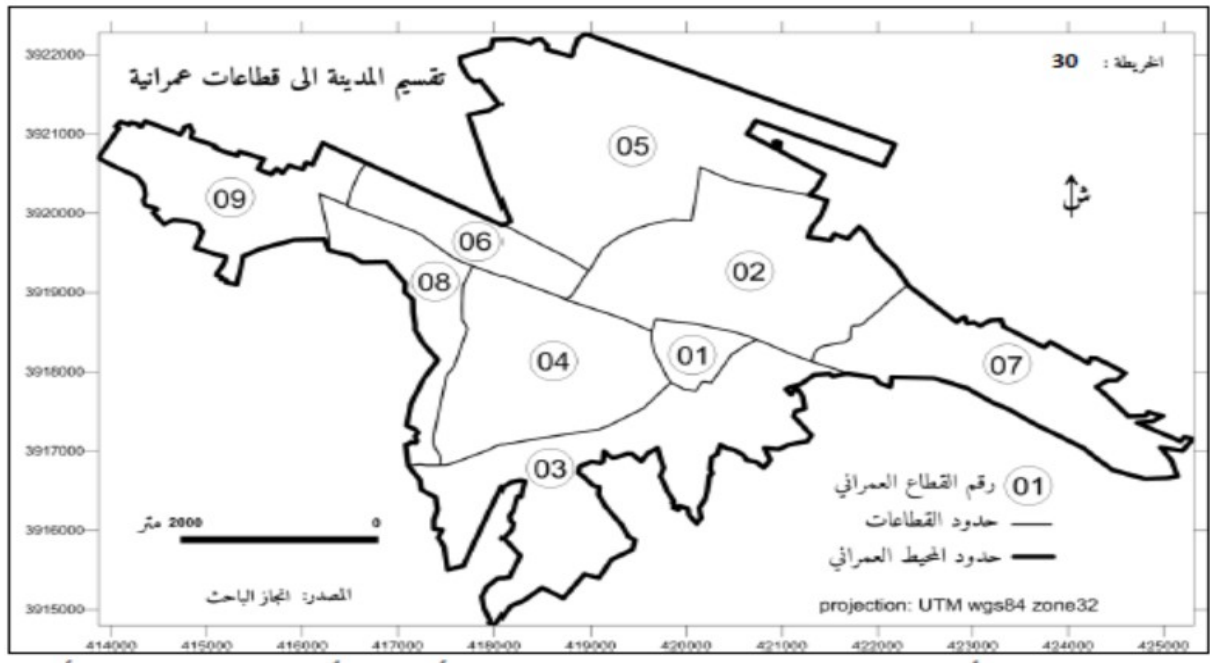 الخريطة : 30
تقسيم المدينة الى قطاعات عمرانية
3922000
3921000
3920000
3919000
3918000
3917000
3916000
3915000
05
09
06
02
08
01
04
07
03
ش
01 رقم القطاع العمراني
حدود القطاعات
حدود المحيط العمراني
2000 متر 0
المصدر: انجاز الباحث
projection: UTM wgs84 zone32
414000 415000 416000 417000 418000 419000 420000 421000 422000 423000 424000 425000